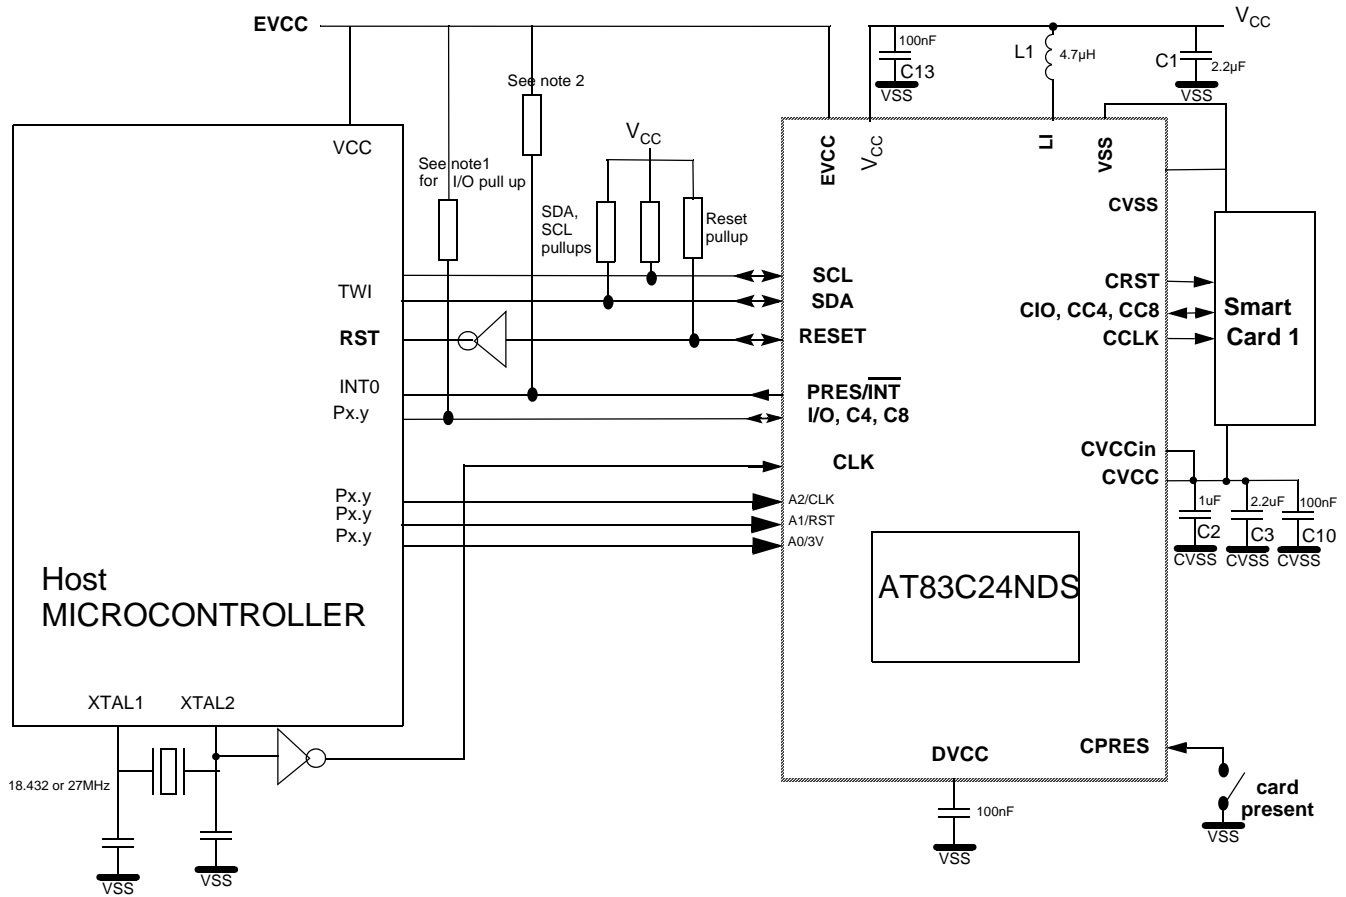 EVCC
V_CC
100nF
C13
VSS
L1
4.7µH
C1
2.2µF
VSS
See note 2
VCC
See note1
for I/O pull up
V_CC
SDA,
SCL
pullups
Reset
pullup
EVCC
V_CC
LI
VSS
CVSS
TWI
SCL
SDA
RST
RESET
INT0
PRES/INT
Px.y
I/O, C4, C8
CLK
CRST
CIO, CC4, CC8
CCLK
Smart
Card 1
CVCCin
CVCC
Px.y
Px.y
Px.y
A2/CLK
A1/RST
A0/3V
1uF
C2
CVSS
2.2uF
C3
CVSS
100nF
C10
CVSS
AT83C24NDS
Host
MICROCONTROLLER
XTAL1
XTAL2
18.432 or 27MHz
VSS
VSS
DVCC
100nF
VSS
CPRES
card
present
VSS